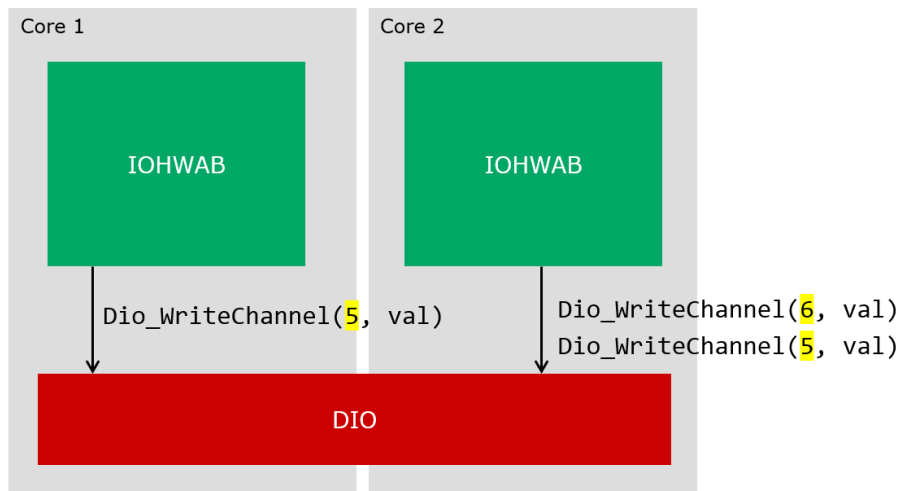 Core 1
Core 2
IOHWAB
IOHWAB
Dio_WriteChannel(5, val)
Dio_WriteChannel(6, val)
Dio_WriteChannel(5, val)
DIO